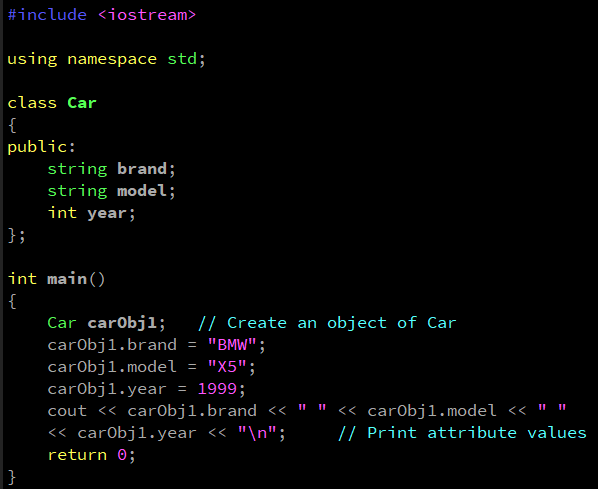 #include <iostream>
using namespace std;
class Car
{
public:
    string brand;
    string model;
    int year;
};
int main()
{
    Car carObj1;   // Create an object of Car
    carObj1.brand = "BMW";
    carObj1.model = "X5";
    carObj1.year = 1999;
    cout << carObj1.brand << " " << carObj1.model << " "
    << carObj1.year << "\n";     // Print attribute values
    return 0;
}